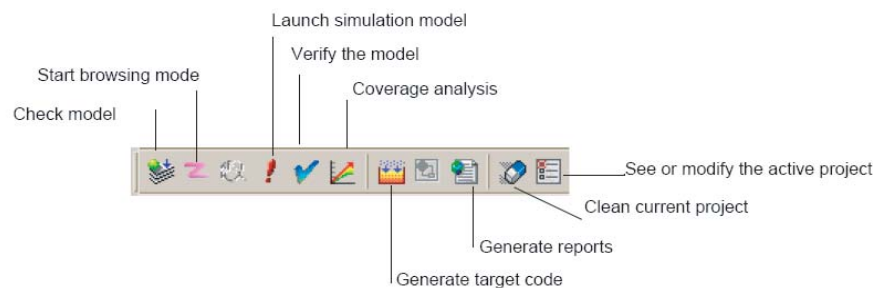 Launch simulation model
Verify the model
Start browsing mode
Coverage analysis
Check model
See or modify the active project
Clean current project
Generate reports
Generate target code